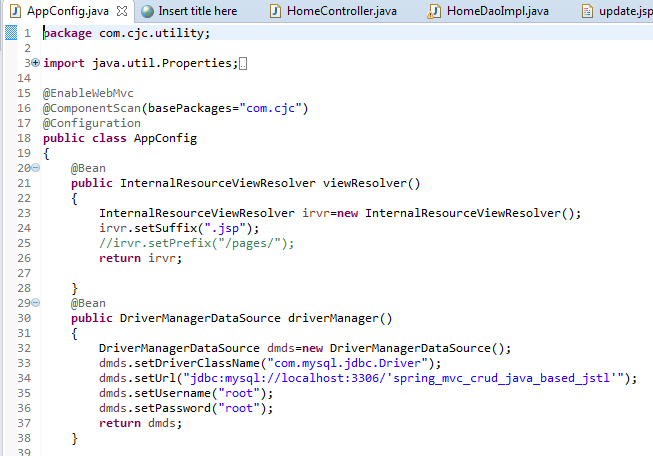 AppConfig.java Insert title here HomeController.java HomeDaoImpl.java update.jsp
1 package com.cjc.utility;
2
3 import java.util.Properties;
14
15 @EnableWebMvc
16 @ComponentScan(basePackages="com.cjc")
17 @Configuration
18 public class AppConfig
19 {
20 @Bean
21 public InternalResourceViewResolver viewResolver()
22 {
23 InternalResourceViewResolver irvr=new InternalResourceViewResolver();
24 irvr.setSuffix(".jsp");
25 //irvr.setPrefix("/pages/");
26 return irvr;
27
28 }
29 @Bean
30 public DriverManagerDataSource driverManager()
31 {
32 DriverManagerDataSource dmds=new DriverManagerDataSource();
33 dmds.setDriverClassName("com.mysql.jdbc.Driver");
34 dmds.setUrl("jdbc:mysql://localhost:3306/'spring_mvc_crud_java_based_jstl'");
35 dmds.setUsername("root");
36 dmds.setPassword("root");
37 return dmds;
38 }
39